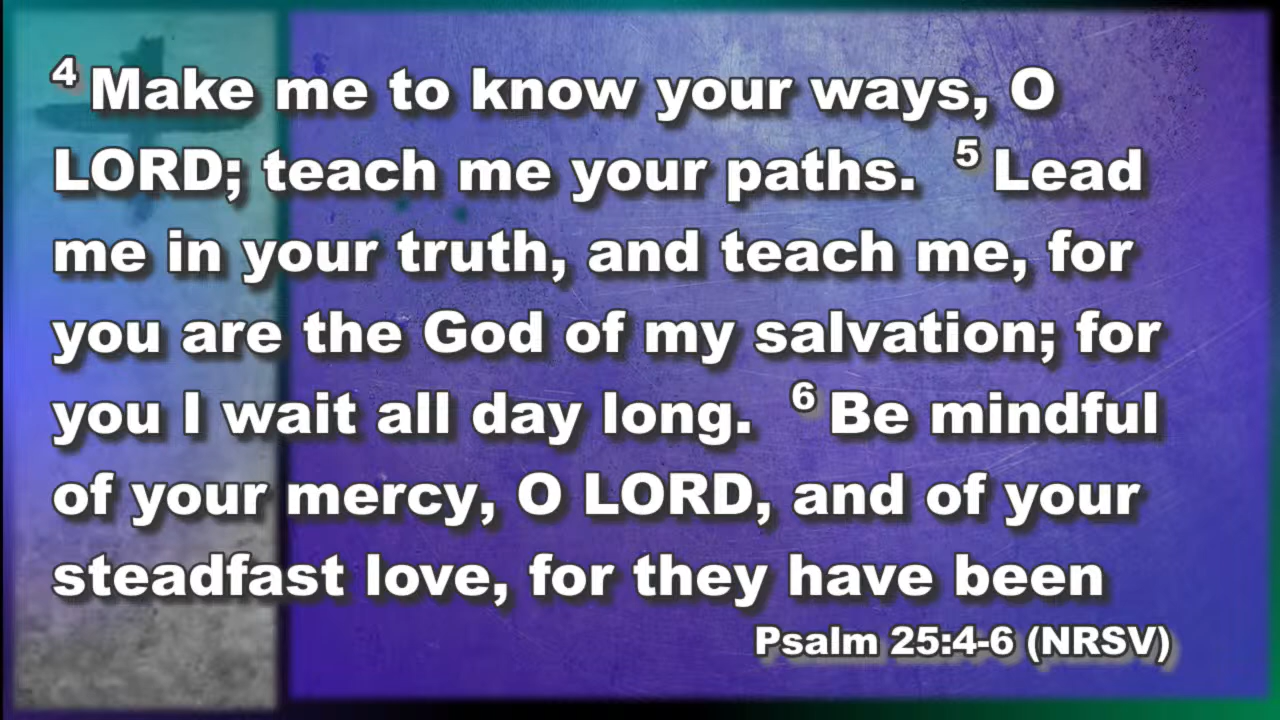 4 Make me to know your ways, O
LORD; teach me your paths. 5 Lead
me in your truth, and teach me, for
you are the God of my salvation; for
you I wait all day long. 6 Be mindful
of your mercy, O LORD, and of your
steadfast love, for they have been
Psalm 25:4-6 (NRSV)